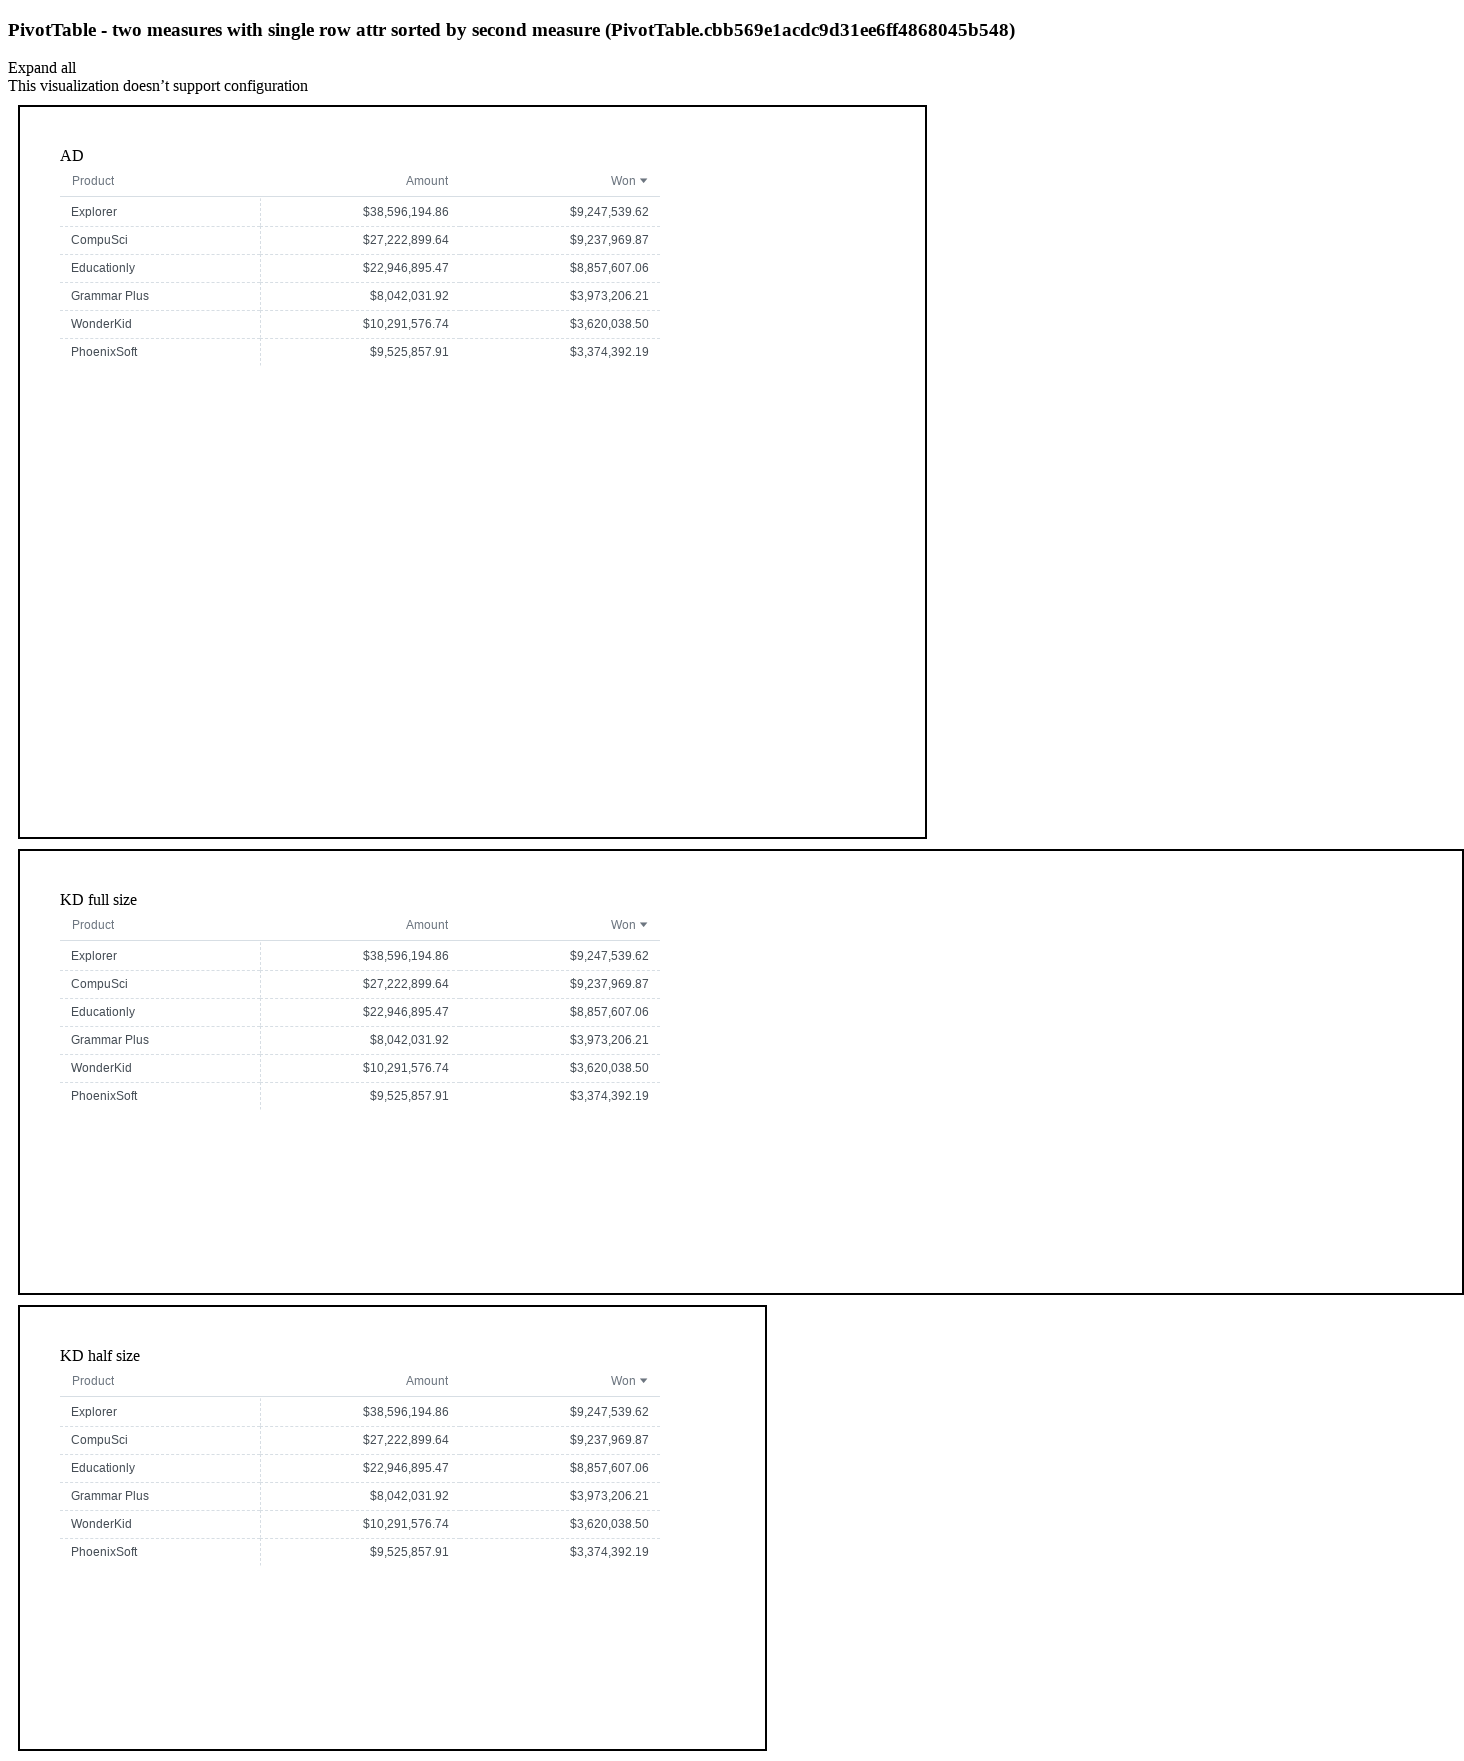 PivotTable - two measures with single row attr sorted by second measure (PivotTable.cbb569e1acdc9d31ee6ff4868045b548)
Expand all
This visualization doesn’t support configuration
AD
Product Amount Won
Explorer $38,596,194.86 $9,247,539.62
CompuSci $27,222,899.64 $9,237,969.87
Educationly $22,946,895.47 $8,857,607.06
Grammar Plus $8,042,031.92 $3,973,206.21
WonderKid $10,291,576.74 $3,620,038.50
PhoenixSoft $9,525,857.91 $3,374,392.19
KD full size
Product Amount Won
Explorer $38,596,194.86 $9,247,539.62
CompuSci $27,222,899.64 $9,237,969.87
Educationly $22,946,895.47 $8,857,607.06
Grammar Plus $8,042,031.92 $3,973,206.21
WonderKid $10,291,576.74 $3,620,038.50
PhoenixSoft $9,525,857.91 $3,374,392.19
KD half size
Product Amount Won
Explorer $38,596,194.86 $9,247,539.62
CompuSci $27,222,899.64 $9,237,969.87
Educationly $22,946,895.47 $8,857,607.06
Grammar Plus $8,042,031.92 $3,973,206.21
WonderKid $10,291,576.74 $3,620,038.50
PhoenixSoft $9,525,857.91 $3,374,392.19